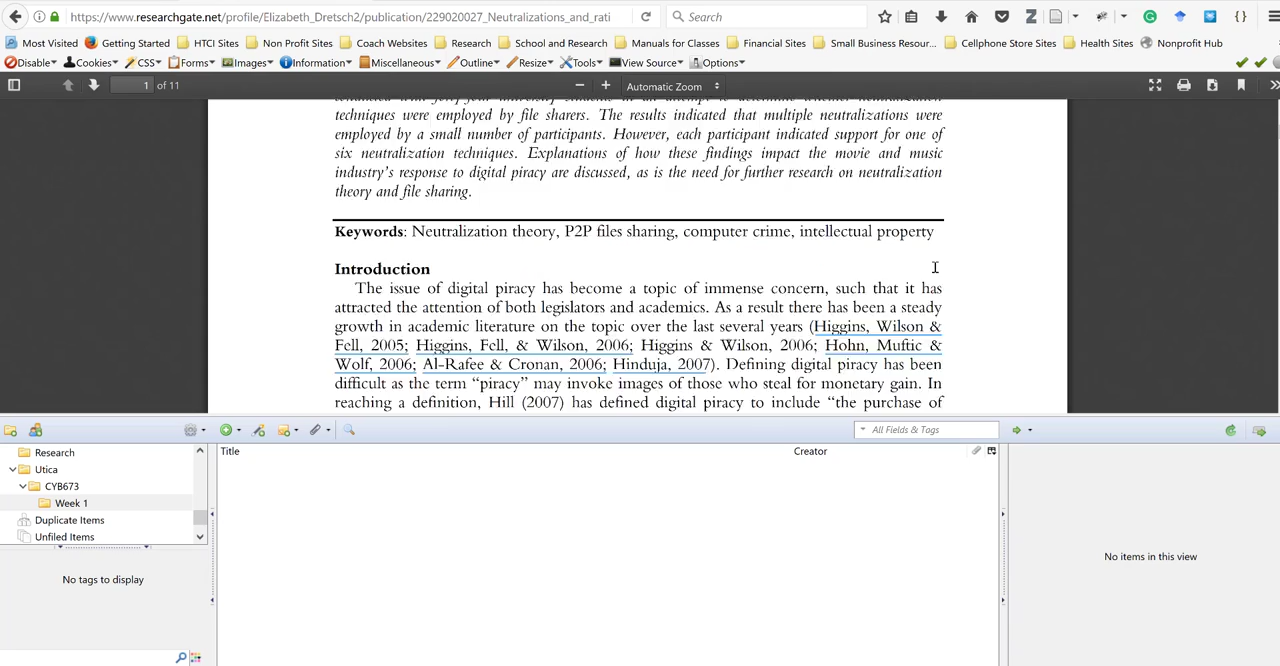 https://www.researchgate.net/profile/Elizabeth_Dretsch2/publication/229020027_Neutralizations_and_rati
Search
Most Visited Getting Started HTCI Sites Non Profit Sites Coach Websites Research School and Research Manuals for Classes Financial Sites Small Business Resour... Cellphone Store Sites Health Sites Nonprofit Hub
Disable Cookies CSS Forms Images Information Miscellaneous Outline Resize Tools View Source Options
1 of 11 Automatic Zoom
techniques were employed by file sharers. The results indicated that multiple neutralizations were
employed by a small number of participants. However, each participant indicated support for one of
six neutralization techniques. Explanations of how these findings impact the movie and music
industry's response to digital piracy are discussed, as is the need for further research on neutralization
theory and file sharing.
Keywords: Neutralization theory, P2P files sharing, computer crime, intellectual property
Introduction
The issue of digital piracy has become a topic of immense concern, such that it has
attracted the attention of both legislators and academics. As a result there has been a steady
growth in academic literature on the topic over the last several years (Higgins, Wilson &
Fell, 2005; Higgins, Fell, & Wilson, 2006; Higgins & Wilson, 2006; Hohn, Muftic &
Wolf, 2006; Al-Rafee & Cronan, 2006; Hinduja, 2007). Defining digital piracy has been
difficult as the term “piracy” may invoke images of those who steal for monetary gain. In
reaching a definition, Hill (2007) has defined digital piracy to include “the purchase of
All Fields & Tags
Research
Utica
CYB673
Week 1
Duplicate Items
Unfiled Items
No tags to display
Title Creator
No items in this view